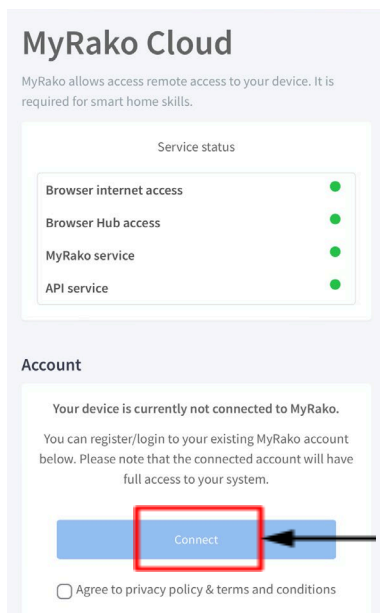 MyRako Cloud
MyRako allows access remote access to your device. It is
required for smart home skills.
Service status
Browser internet access
Browser Hub access
MyRako service
API service
Account
Your device is currently not connected to MyRako.
You can register/login to your existing MyRako account
below. Please note that the connected account will have
full access to your system.
Connect
Agree to privacy policy & terms and conditions